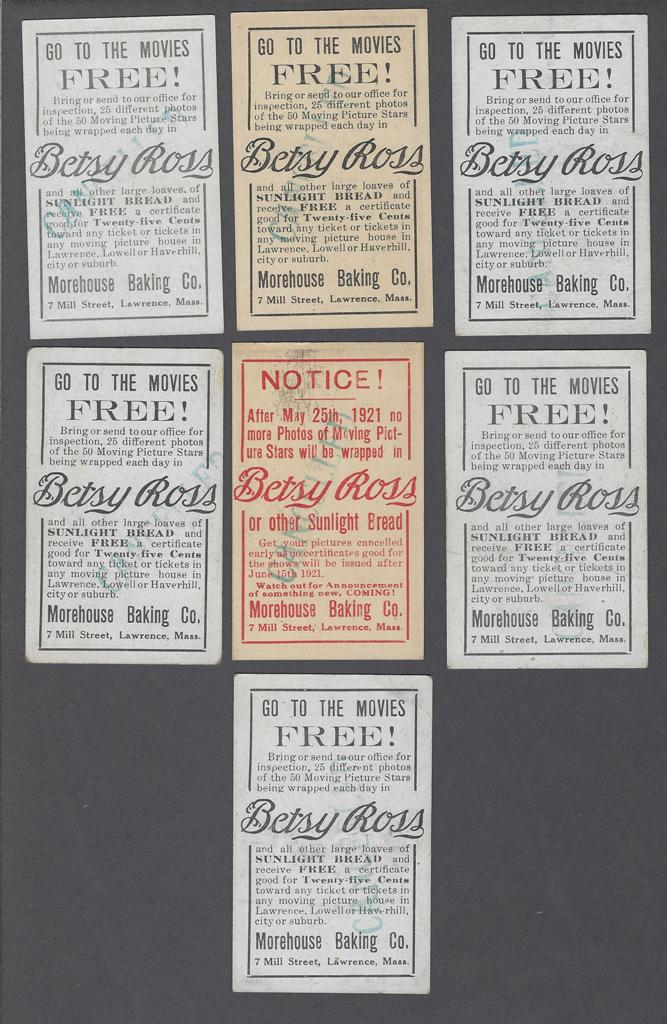 GO TO THE MOVIES
FREE!
Bring or send to our office for
inspection, 25 different photos
of the 50 Moving Picture Stars
being wrapped each day in
Betsy Ross
and all other large loaves of
SUNLIGHT BREAD and
receive FREE a certificate
good for Twenty-five Cents
toward any ticket or tickets in
any moving picture house in
Lawrence, Lowell or Haverhill,
city or suburb.
Morehouse Baking Co.
7 Mill Street, Lawrence, Mass.
GO TO THE MOVIES
FREE!
Bring or send to our office for
inspection, 25 different photos
of the 50 Moving Picture Stars
being wrapped each day in
Betsy Ross
and all other large loaves of
SUNLIGHT BREAD and
receive FREE a certificate
good for Twenty-five Cents
toward any ticket or tickets in
any moving picture house in
Lawrence, Lowell or Haverhill,
city or suburb.
Morehouse Baking Co.
7 Mill Street, Lawrence, Mass.
GO TO THE MOVIES
FREE!
Bring or send to our office for
inspection, 25 different photos
of the 50 Moving Picture Stars
being wrapped each day in
Betsy Ross
and all other large loaves of
SUNLIGHT BREAD and
receive FREE a certificate
good for Twenty-five Cents
toward any ticket or tickets in
any moving picture house in
Lawrence, Lowell or Haverhill,
city or suburb.
Morehouse Baking Co.
7 Mill Street, Lawrence, Mass.
GO TO THE MOVIES
FREE!
Bring or send to our office for
inspection, 25 different photos
of the 50 Moving Picture Stars
being wrapped each day in
Betsy Ross
and all other large loaves of
SUNLIGHT BREAD and
receive FREE a certificate
good for Twenty-five Cents
toward any ticket or tickets in
any moving picture house in
Lawrence, Lowell or Haverhill,
city or suburb.
Morehouse Baking Co.
7 Mill Street, Lawrence, Mass.
NOTICE!
After May 25th, 1921 no
more Photos of Moving Pict-
ure Stars will be wrapped in
Betsy Ross
or other Sunlight Bread
Get your pictures cancelled
early as certificates good for
the shows will be issued after
June 15th 1921.
Watch out for Announcement
of something new, COMING!
Morehouse Baking Co.
7 Mill Street, Lawrence, Mass.
CANCELLED
GO TO THE MOVIES
FREE!
Bring or send to our office for
inspection, 25 different photos
of the 50 Moving Picture Stars
being wrapped each day in
Betsy Ross
and all other large loaves of
SUNLIGHT BREAD and
receive FREE a certificate
good for Twenty-five Cents
toward any ticket or tickets in
any moving picture house in
Lawrence, Lowell or Haverhill,
city or suburb.
Morehouse Baking Co.
7 Mill Street, Lawrence, Mass.
GO TO THE MOVIES
FREE!
Bring or send to our office for
inspection, 25 different photos
of the 50 Moving Picture Stars
being wrapped each day in
Betsy Ross
and all other large loaves of
SUNLIGHT BREAD and
receive FREE a certificate
good for Twenty-five Cents
toward any ticket or tickets in
any moving picture house in
Lawrence, Lowell or Haverhill,
city or suburb.
Morehouse Baking Co.
7 Mill Street, Lawrence, Mass.